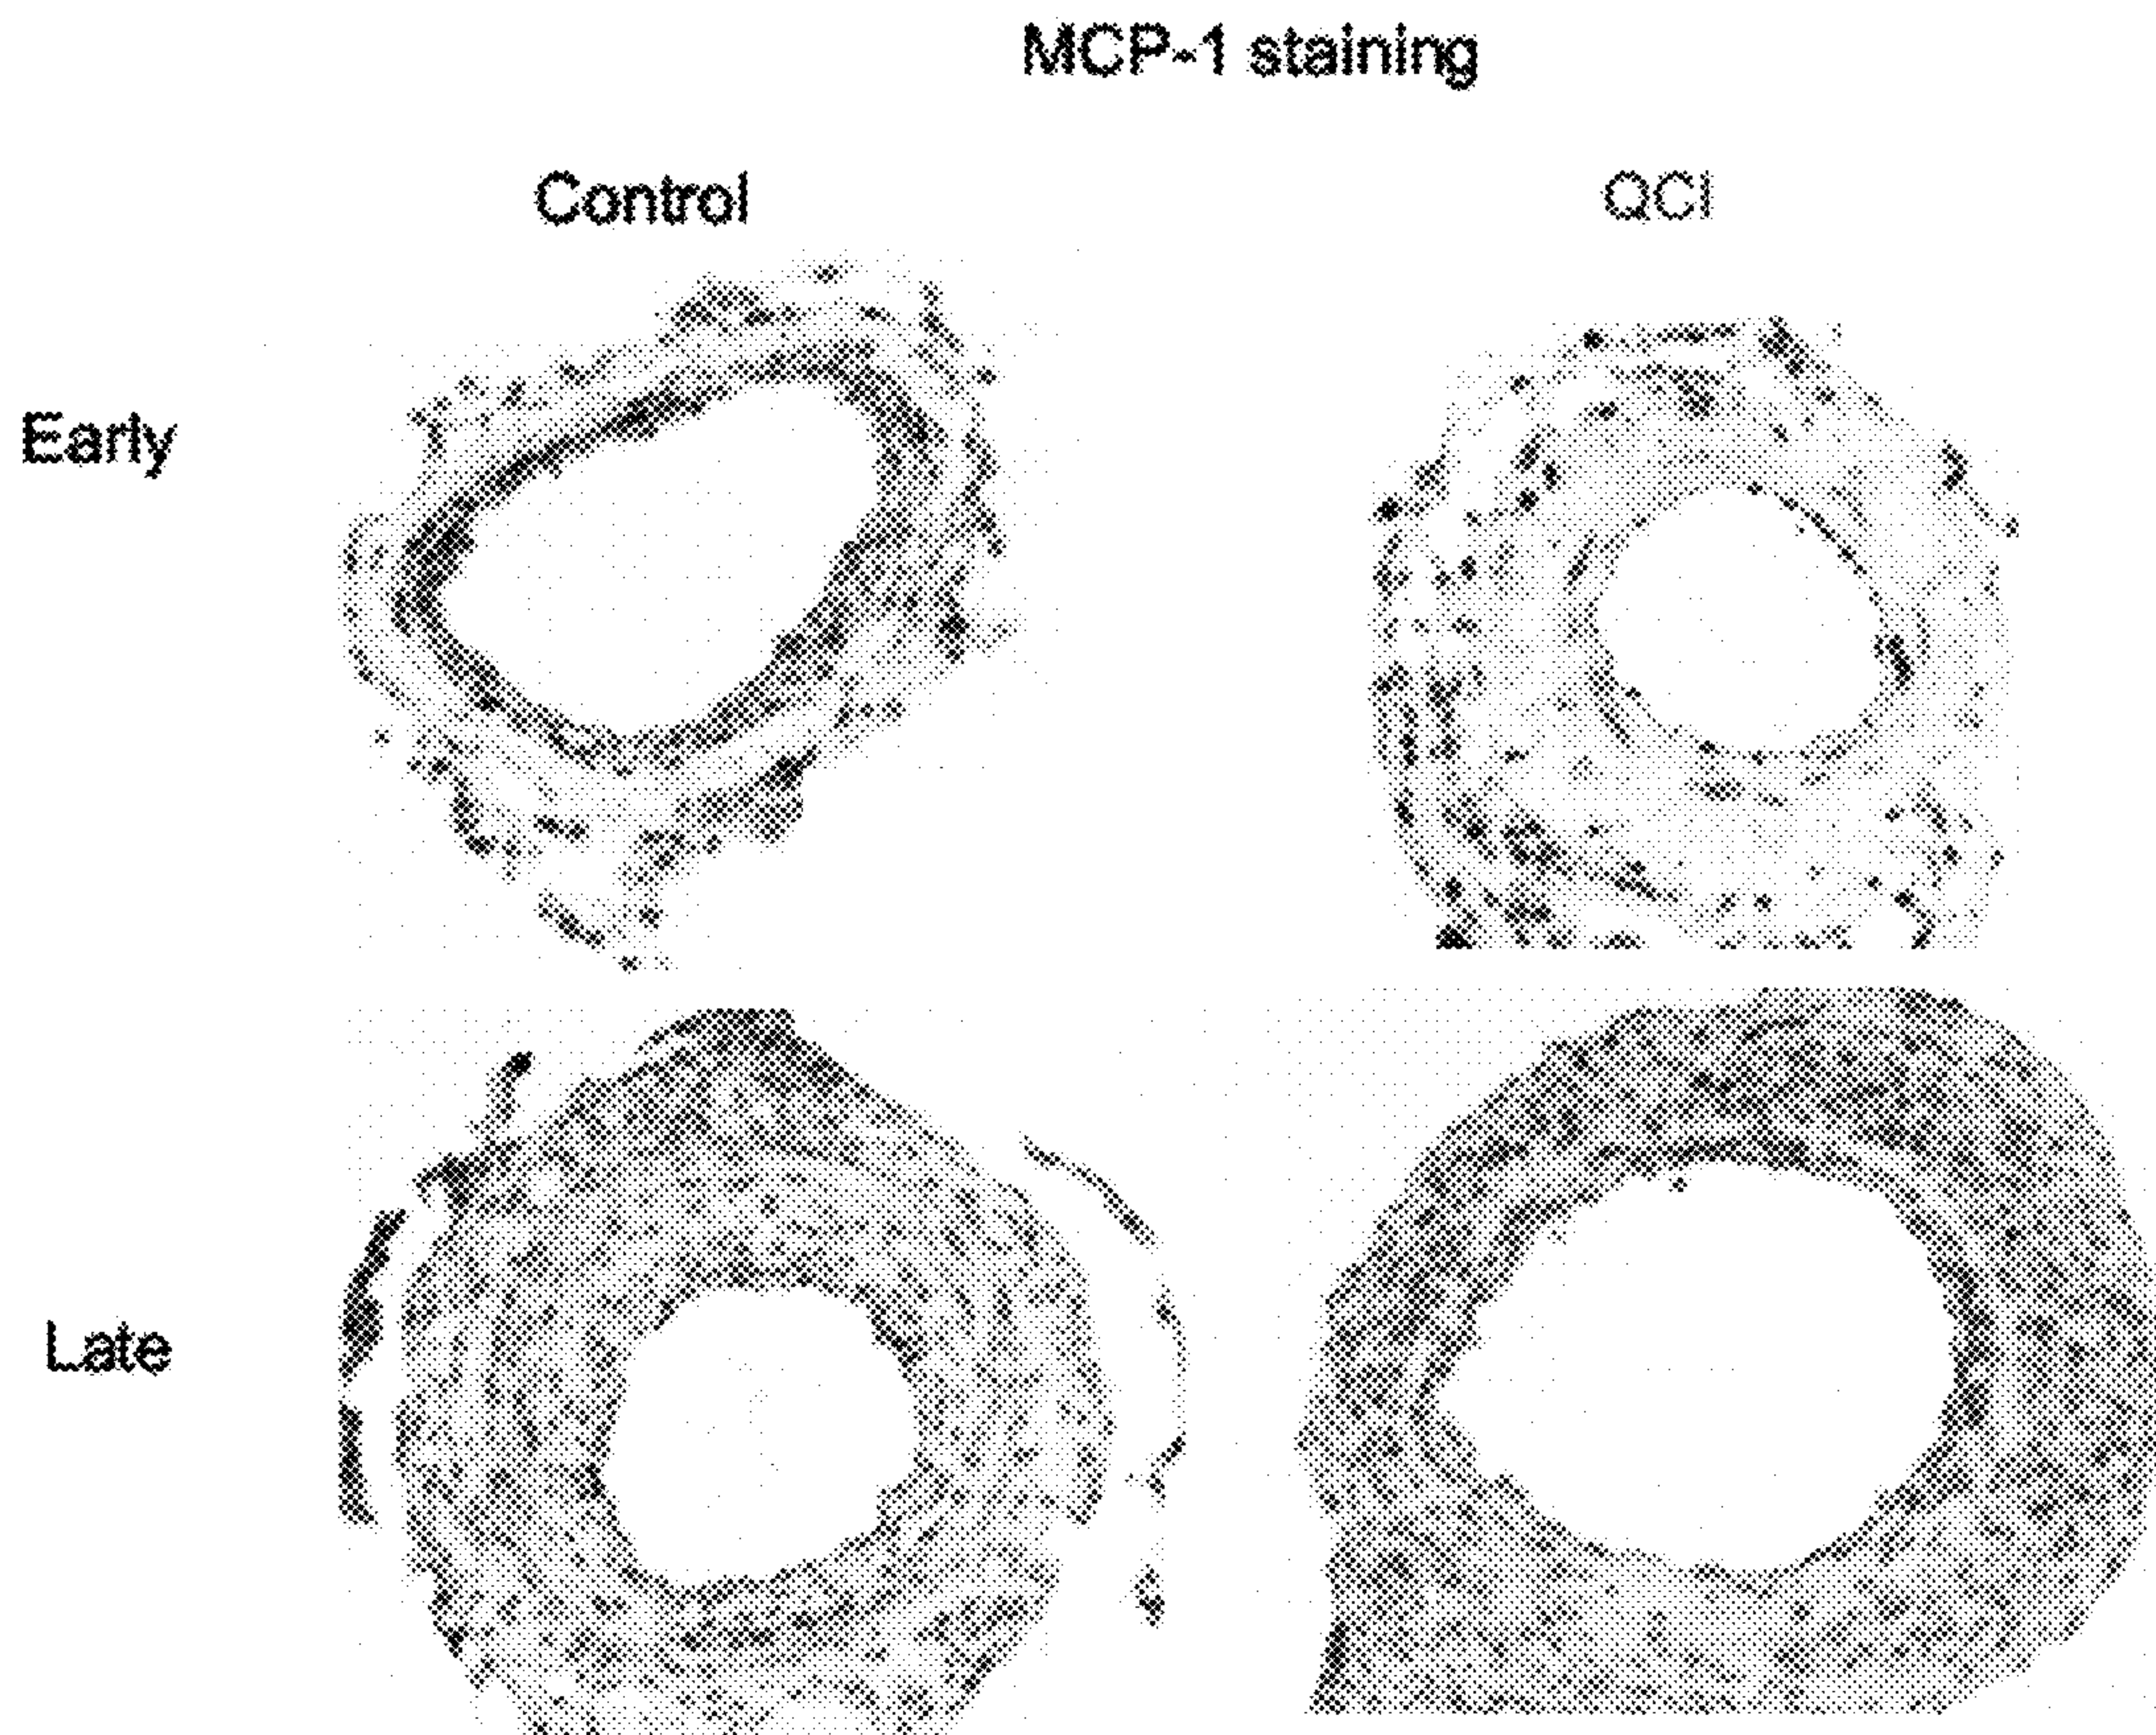 MCP-1 staining
Control
QCI
Early
Late